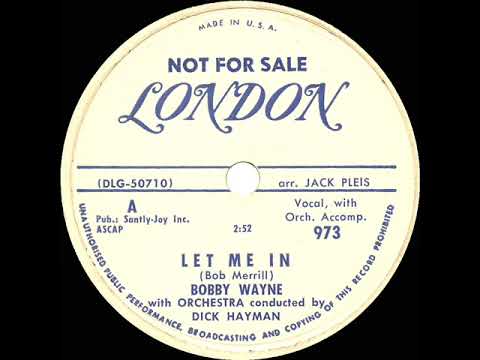 MADE IN U.S.A.
NOT FOR SALE
LONDON
(DLG-50710)
arr. JACK PLEIS
A
Pub.: Santly-Joy Inc.
ASCAP
2:52
Vocal, with
Orch. Accomp.
973
LET ME IN
(Bob Merrill)
BOBBY WAYNE
with ORCHESTRA conducted by
DICK HAYMAN
UNAUTHORISED PUBLIC PERFORMANCE, BROADCASTING AND COPYING OF THIS RECORD PROHIBITED